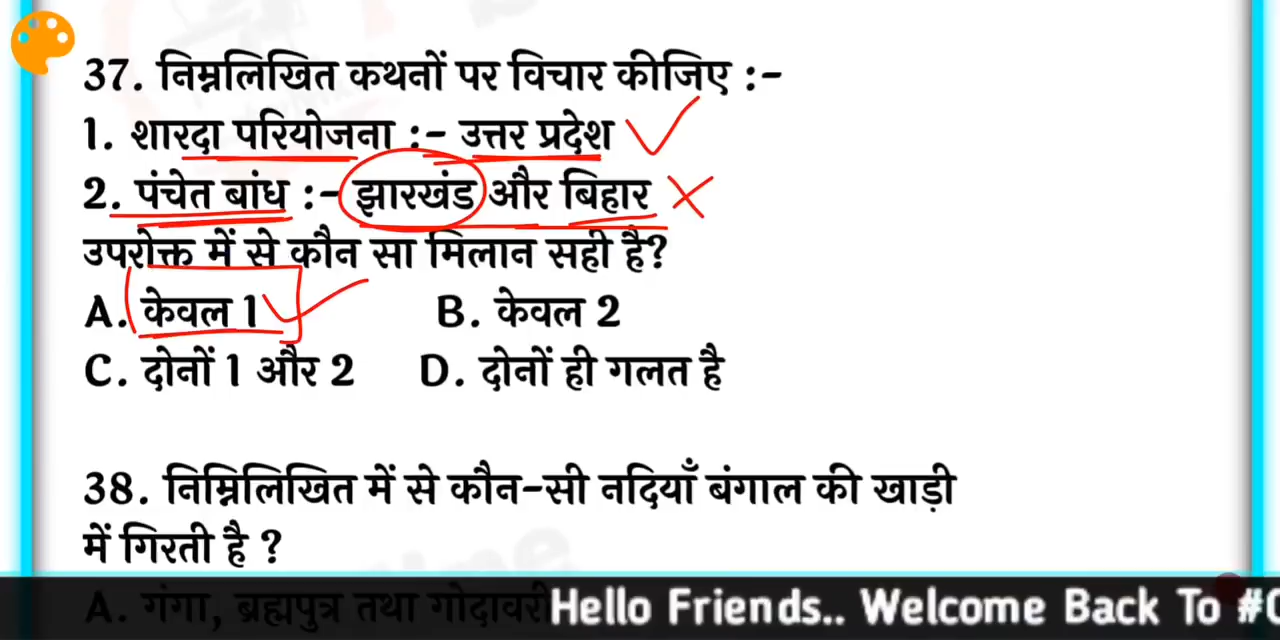 37. निम्नलिखित कथनों पर विचार कीजिए :-
1. शारदा परियोजना :- उत्तर प्रदेश
2. पंचेत बांध :- झारखंड और बिहार
उपरोक्त में से कौन सा मिलान सही है?
A. केवल 1 B. केवल 2
C. दोनों 1 और 2 D. दोनों ही गलत है
38. निम्निलिखित में से कौन-सी नदियाँ बंगाल की खाड़ी
में गिरती है ?
A. गंगा, ब्रह्मपुत्र तथा गोदावरी
Hello Friends.. Welcome Back To #